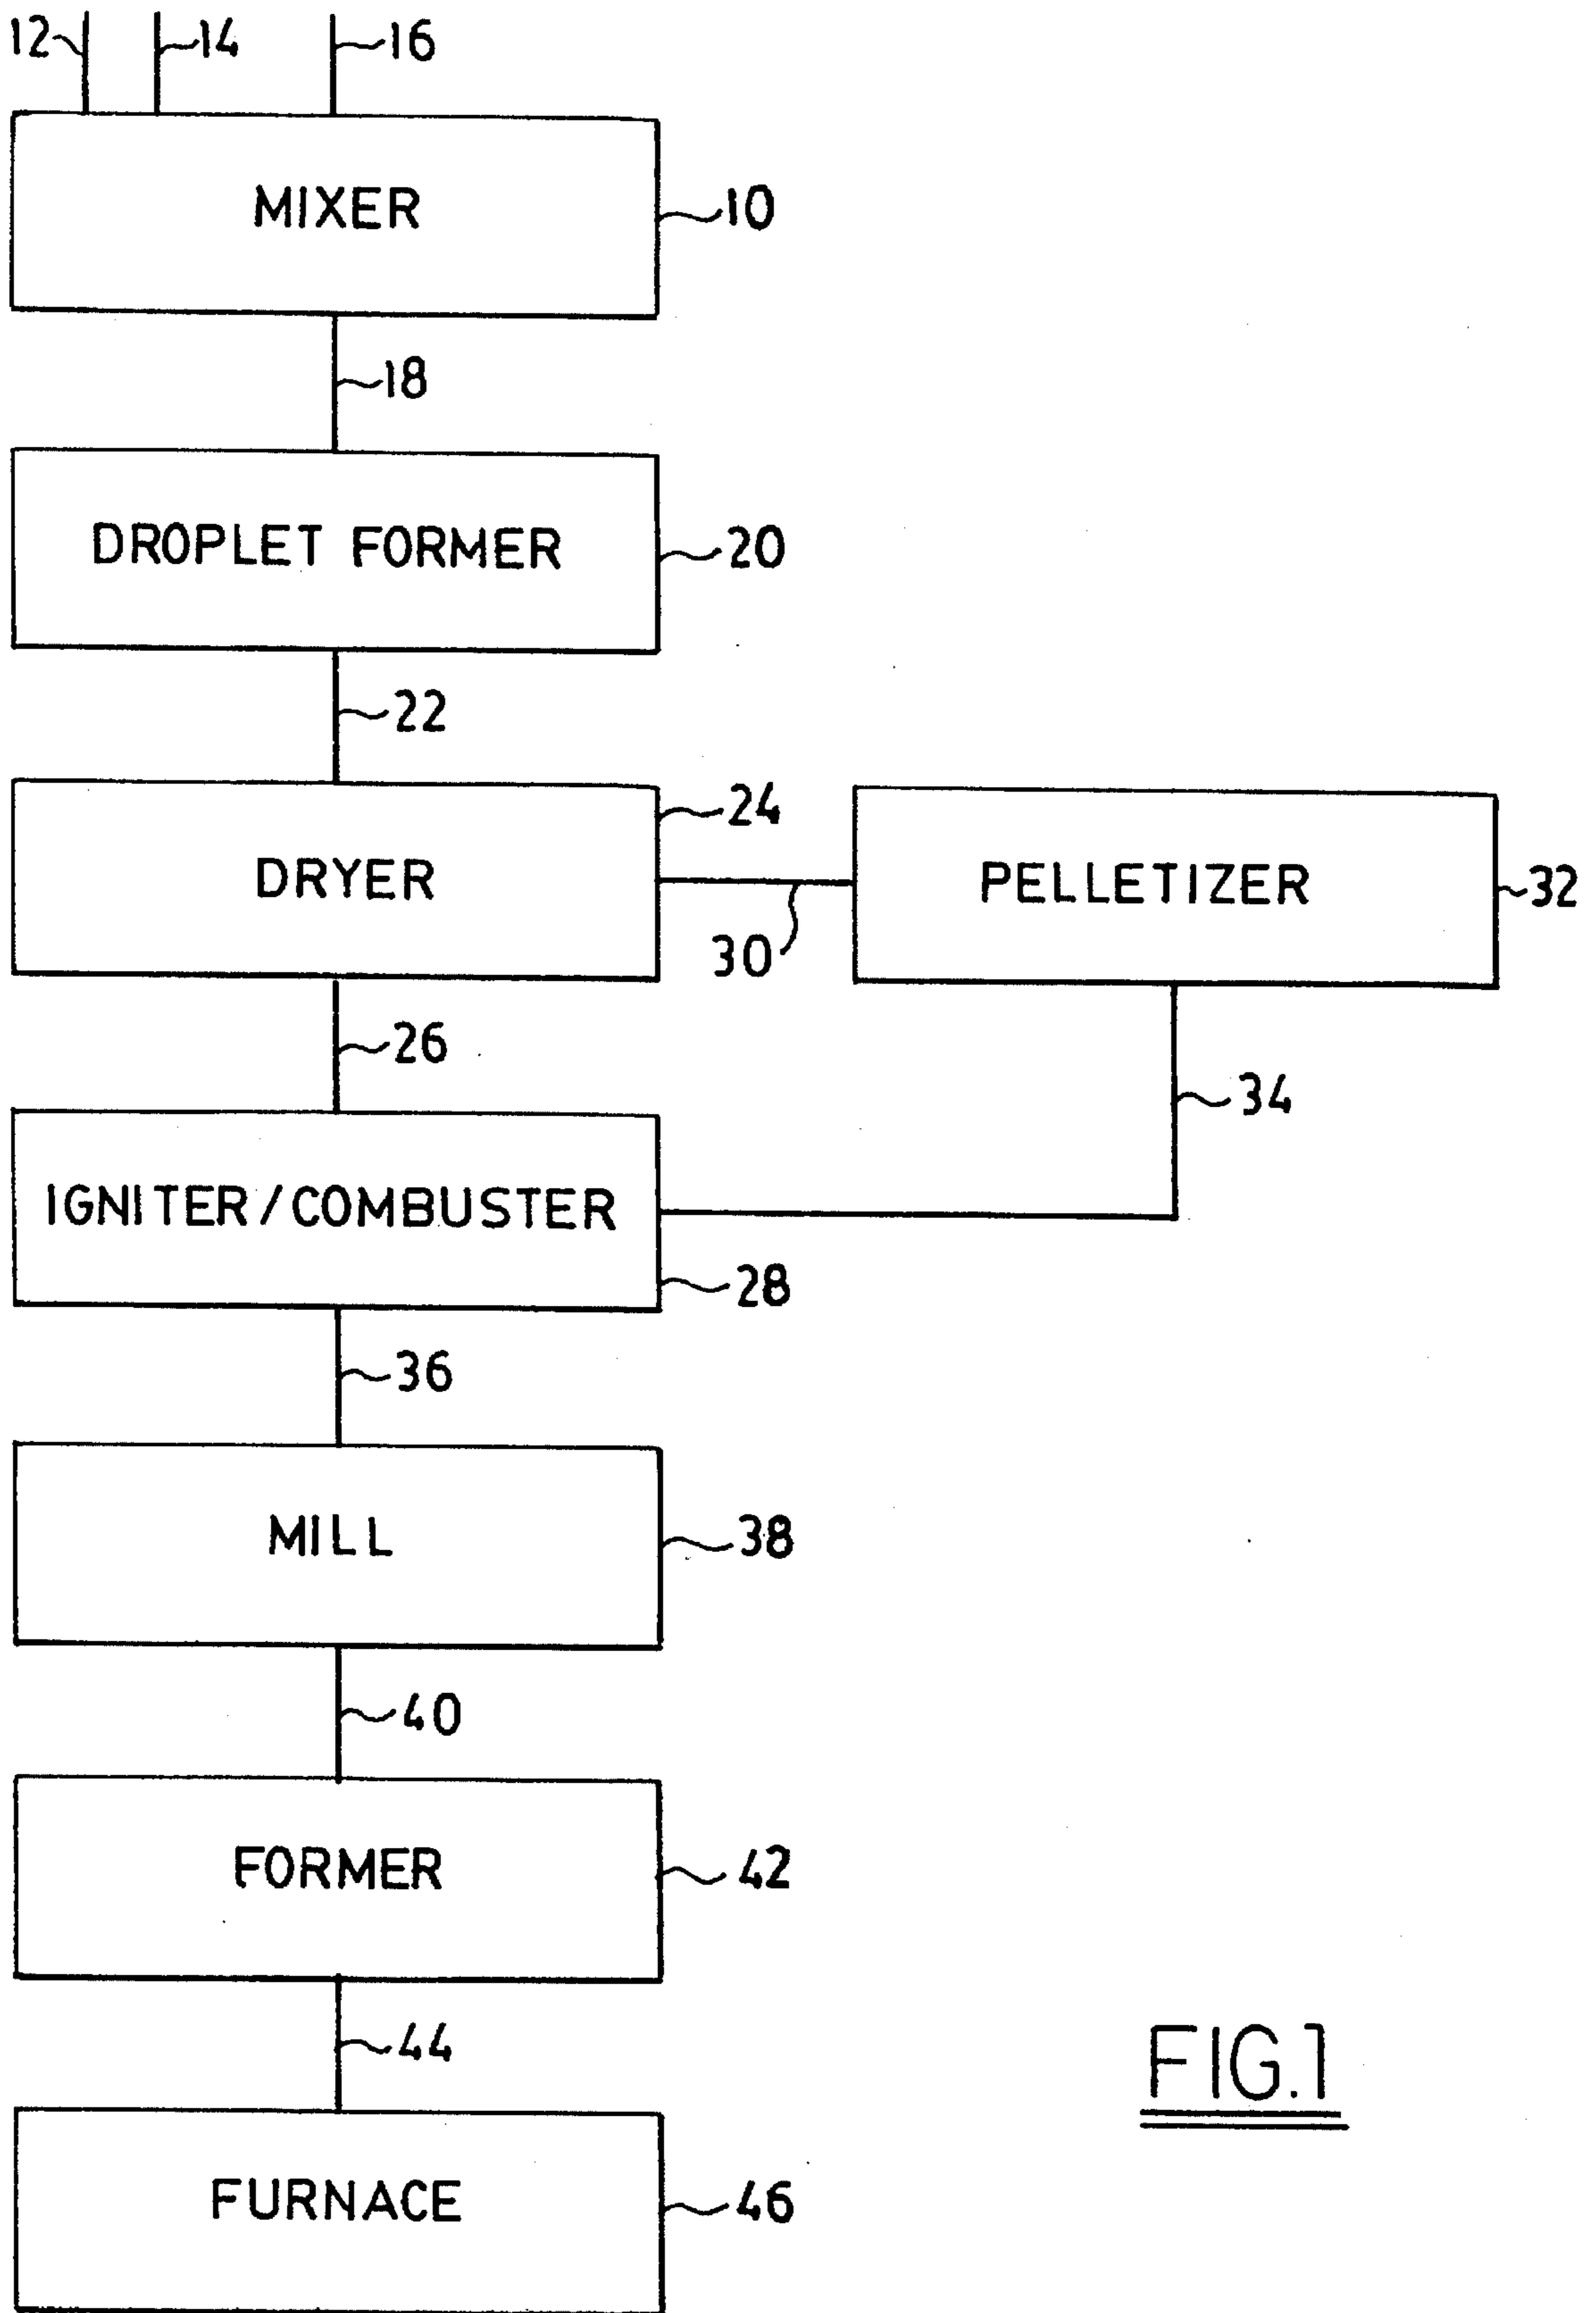 12 14 16
MIXER 10
18
DROPLET FORMER 20
22
24
DRYER PELLETIZER 32
30
26
34
IGNITER/COMBUSTER
28
36
MILL 38
40
FORMER 42
44
FIG.1
FURNACE 46